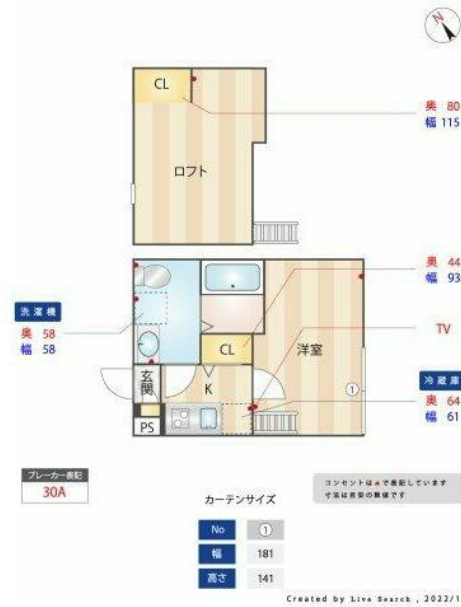 N
CL
奥 80
幅 115
ロフト
奥 44
幅 93
洗濯機
奥 58
幅 58
CL
洋室
TV
玄関
K
①
冷蔵庫
奥 64
幅 61
PS
ブレーカー表記
30A
コンセントは▲で表記しています
寸法は目安の数値です
カーテンサイズ
No ①
幅 181
高さ 141
Created by Live Search , 2022/1